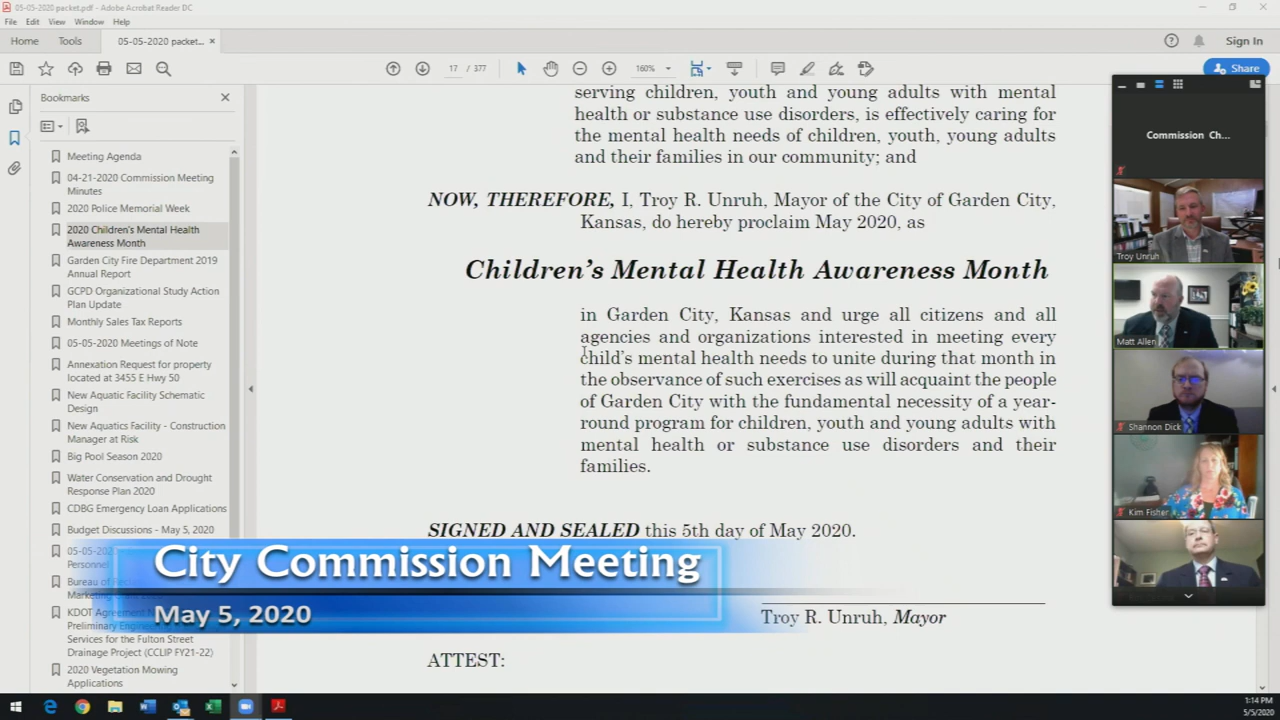 05-05-2020 packet.pdf - Adobe Acrobat Reader DC
File Edit View Window Help
Home Tools 05-05-2020 packet... ×
Sign In
17 / 377
160%
Share
Bookmarks
Meeting Agenda
04-21-2020 Commission Meeting
Minutes
2020 Police Memorial Week
2020 Children's Mental Health
Awareness Month
Garden City Fire Department 2019
Annual Report
GCPD Organizational Study Action
Plan Update
Monthly Sales Tax Reports
05-05-2020 Meetings of Note
Annexation Request for property
located at 3455 E Hwy 50
New Aquatic Facility Schematic
Design
New Aquatics Facility - Construction
Manager at Risk
Big Pool Season 2020
Water Conservation and Drought
Response Plan 2020
CDBG Emergency Loan Applications
Budget Discussions - May 5, 2020
05-05-20
Personnel
Bureau of
KDOT Agreement
Preliminary Engine
Services for the Fulton Street
Drainage Project (CCLIP FY21-22)
2020 Vegetation Mowing
Applications
serving children, youth and young adults with mental
health or substance use disorders, is effectively caring for
the mental health needs of children, youth, young adults
and their families in our community; and
NOW, THEREFORE, I, Troy R. Unruh, Mayor of the City of Garden City,
Kansas, do hereby proclaim May 2020, as
Children's Mental Health Awareness Month
in Garden City, Kansas and urge all citizens and all
agencies and organizations interested in meeting every
child's mental health needs to unite during that month in
the observance of such exercises as will acquaint the people
of Garden City with the fundamental necessity of a year-
round program for children, youth and young adults with
mental health or substance use disorders and their
families.
SIGNED AND SEALED this 5th day of May 2020.
Troy R. Unruh, Mayor
ATTEST:
City Commission Meeting
May 5, 2020
Commission Ch...
Troy Unruh
Matt Allen
Shannon Dick
Kim Fisher
1:14 PM
5/5/2020